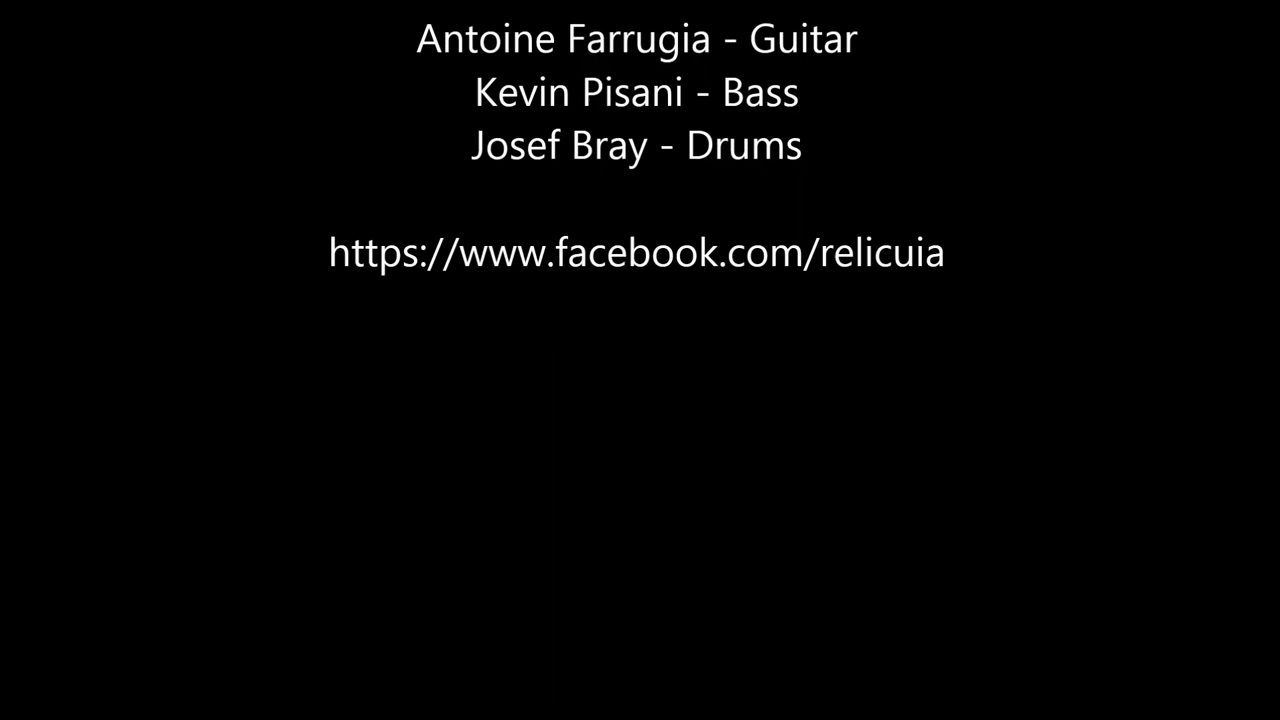 Antoine Farrugia - Guitar
Kevin Pisani - Bass
Josef Bray - Drums
https://www.facebook.com/relicuia